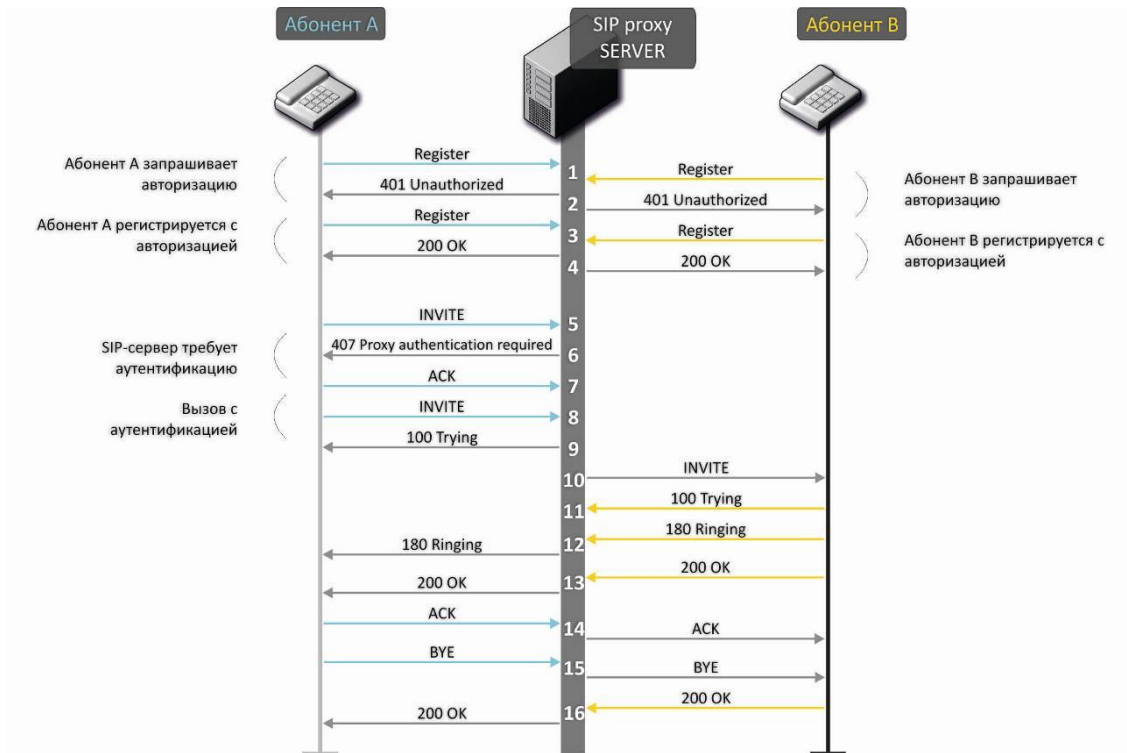 Абонент А
SIP proxy
SERVER
Абонент В
Абонент А запрашивает
авторизацию
Register
1
Register
Абонент В запрашивает
авторизацию
401 Unauthorized
2
401 Unauthorized
Абонент А регистрируется с
авторизацией
Register
3
Register
Абонент В регистрируется с
авторизацией
200 OK
4
200 OK
INVITE
5
SIP-сервер требует
аутентификацию
407 Proxy authentication required
6
ACK
7
Вызов с
аутентификацией
INVITE
8
100 Trying
9
INVITE
10
100 Trying
11
180 Ringing
12
180 Ringing
200 OK
13
200 OK
ACK
14
ACK
BYE
15
BYE
200 OK
16
200 OK